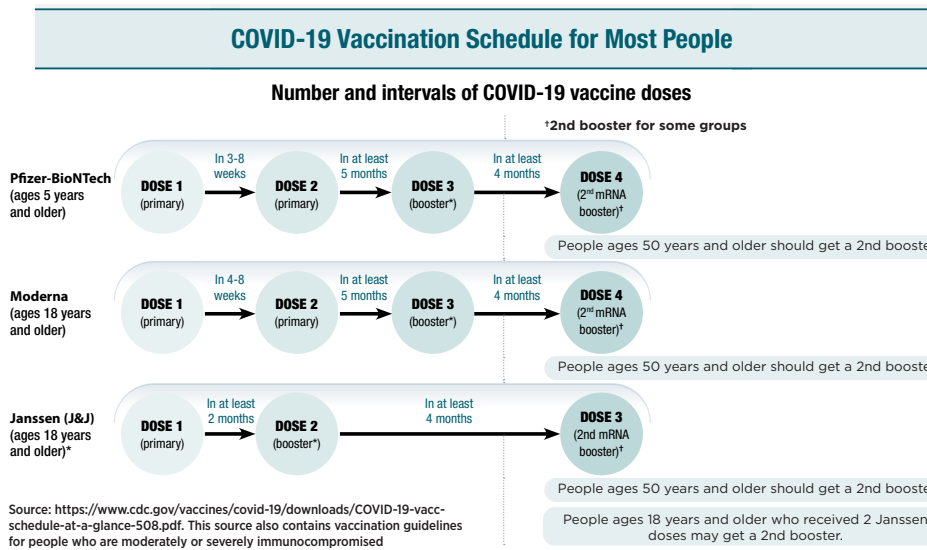 COVID-19 Vaccination Schedule for Most People
Number and intervals of COVID-19 vaccine doses
†2nd booster for some groups
Pfizer-BioNTech
(ages 5 years
and older)
DOSE 1
(primary)
In 3-8
weeks
DOSE 2
(primary)
In at least
5 months
DOSE 3
(booster*)
In at least
4 months
DOSE 4
(2nd mRNA
booster)†
People ages 50 years and older should get a 2nd booste
Moderna
(ages 18 years
and older)
DOSE 1
(primary)
In 4-8
weeks
DOSE 2
(primary)
In at least
5 months
DOSE 3
(booster*)
In at least
4 months
DOSE 4
(2nd mRNA
booster)†
People ages 50 years and older should get a 2nd booste
Janssen (J&J)
(ages 18 years
and older)*
DOSE 1
(primary)
In at least
2 months
DOSE 2
(booster*)
In at least
4 months
DOSE 3
(2nd mRNA
booster)†
People ages 50 years and older should get a 2nd booste
People ages 18 years and older who received 2 Janssen
doses may get a 2nd booster.
Source: https://www.cdc.gov/vaccines/covid-19/downloads/COVID-19-vacc-
schedule-at-a-glance-508.pdf. This source also contains vaccination guidelines
for people who are moderately or severely immunocompromised